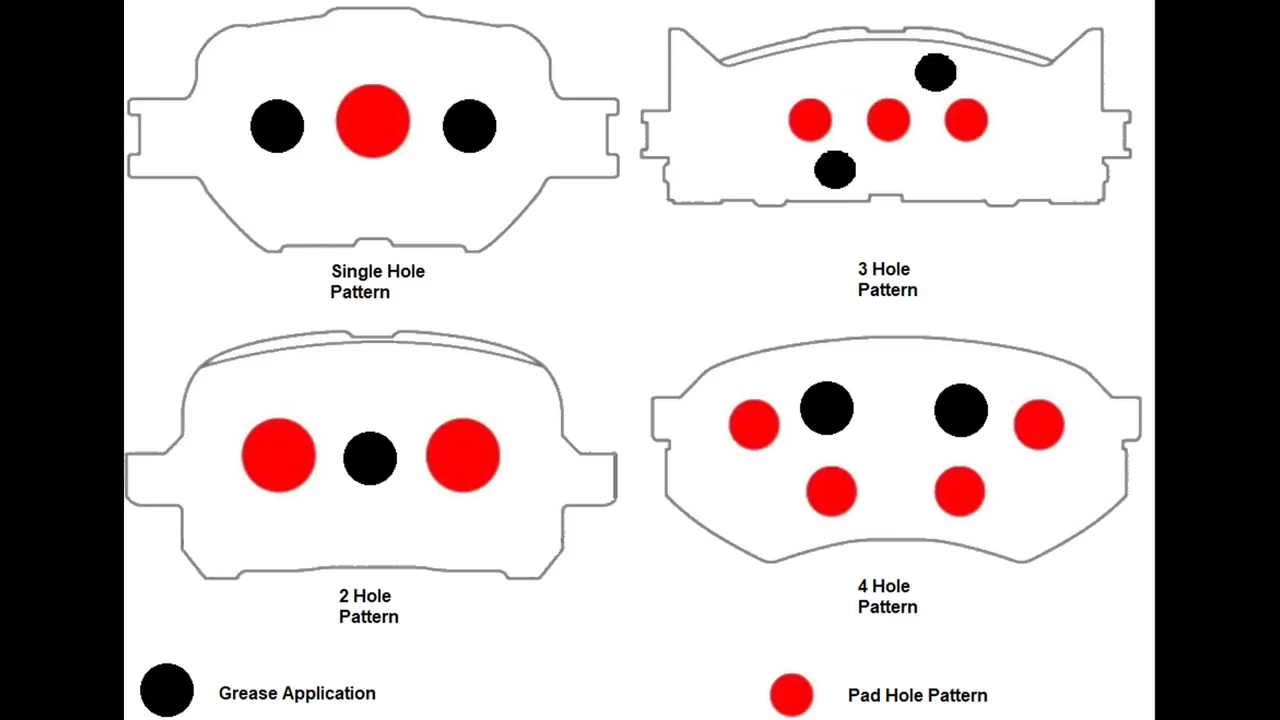 Single Hole
Pattern
3 Hole
Pattern
2 Hole
Pattern
4 Hole
Pattern
Grease Application
Pad Hole Pattern